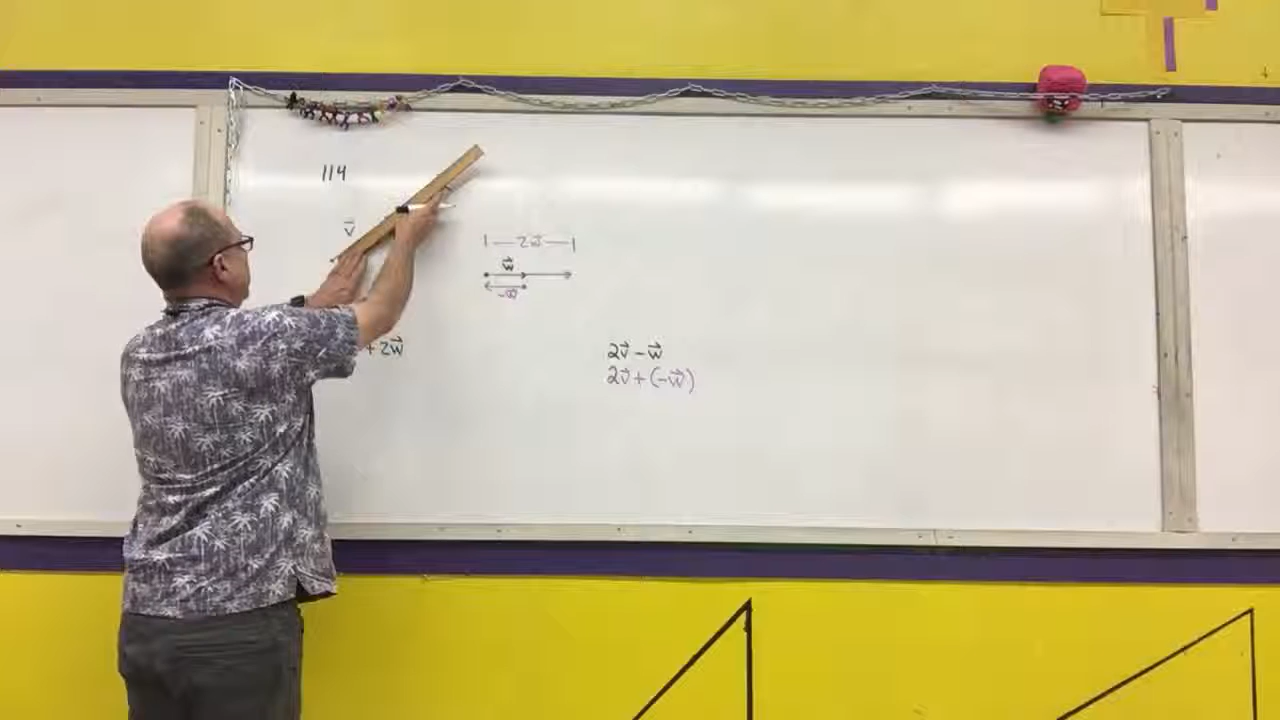 114
v⃗
|—2w⃗—|
w⃗
-w⃗
+ 2w⃗
2v⃗ - w⃗
2v⃗ + (-w⃗)